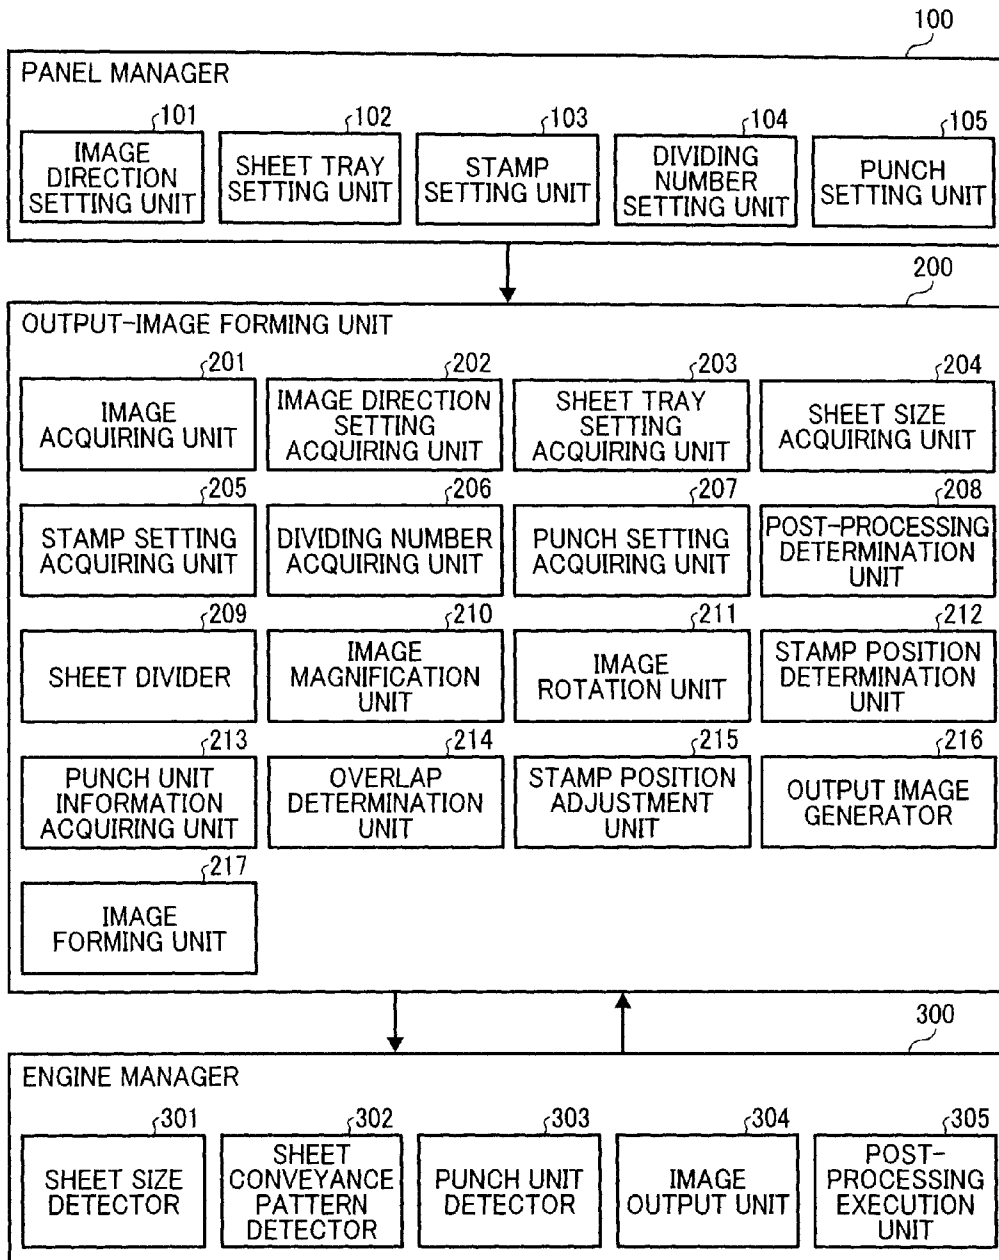 100
PANEL MANAGER
101
IMAGE
DIRECTION
SETTING UNIT
102
SHEET TRAY
SETTING UNIT
103
STAMP
SETTING UNIT
104
DIVIDING
NUMBER
SETTING UNIT
105
PUNCH
SETTING UNIT
200
OUTPUT-IMAGE FORMING UNIT
201
IMAGE
ACQUIRING UNIT
202
IMAGE DIRECTION
SETTING
ACQUIRING UNIT
203
SHEET TRAY
SETTING
ACQUIRING UNIT
204
SHEET SIZE
ACQUIRING UNIT
205
STAMP SETTING
ACQUIRING UNIT
206
DIVIDING NUMBER
ACQUIRING UNIT
207
PUNCH SETTING
ACQUIRING UNIT
208
POST-PROCESSING
DETERMINATION
UNIT
209
SHEET DIVIDER
210
IMAGE
MAGNIFICATION
UNIT
211
IMAGE
ROTATION UNIT
212
STAMP POSITION
DETERMINATION
UNIT
213
PUNCH UNIT
INFORMATION
ACQUIRING UNIT
214
OVERLAP
DETERMINATION
UNIT
215
STAMP POSITION
ADJUSTMENT
UNIT
216
OUTPUT IMAGE
GENERATOR
217
IMAGE
FORMING UNIT
300
ENGINE MANAGER
301
SHEET SIZE
DETECTOR
302
SHEET
CONVEYANCE
PATTERN
DETECTOR
303
PUNCH UNIT
DETECTOR
304
IMAGE
OUTPUT UNIT
305
POST-
PROCESSING
EXECUTION
UNIT